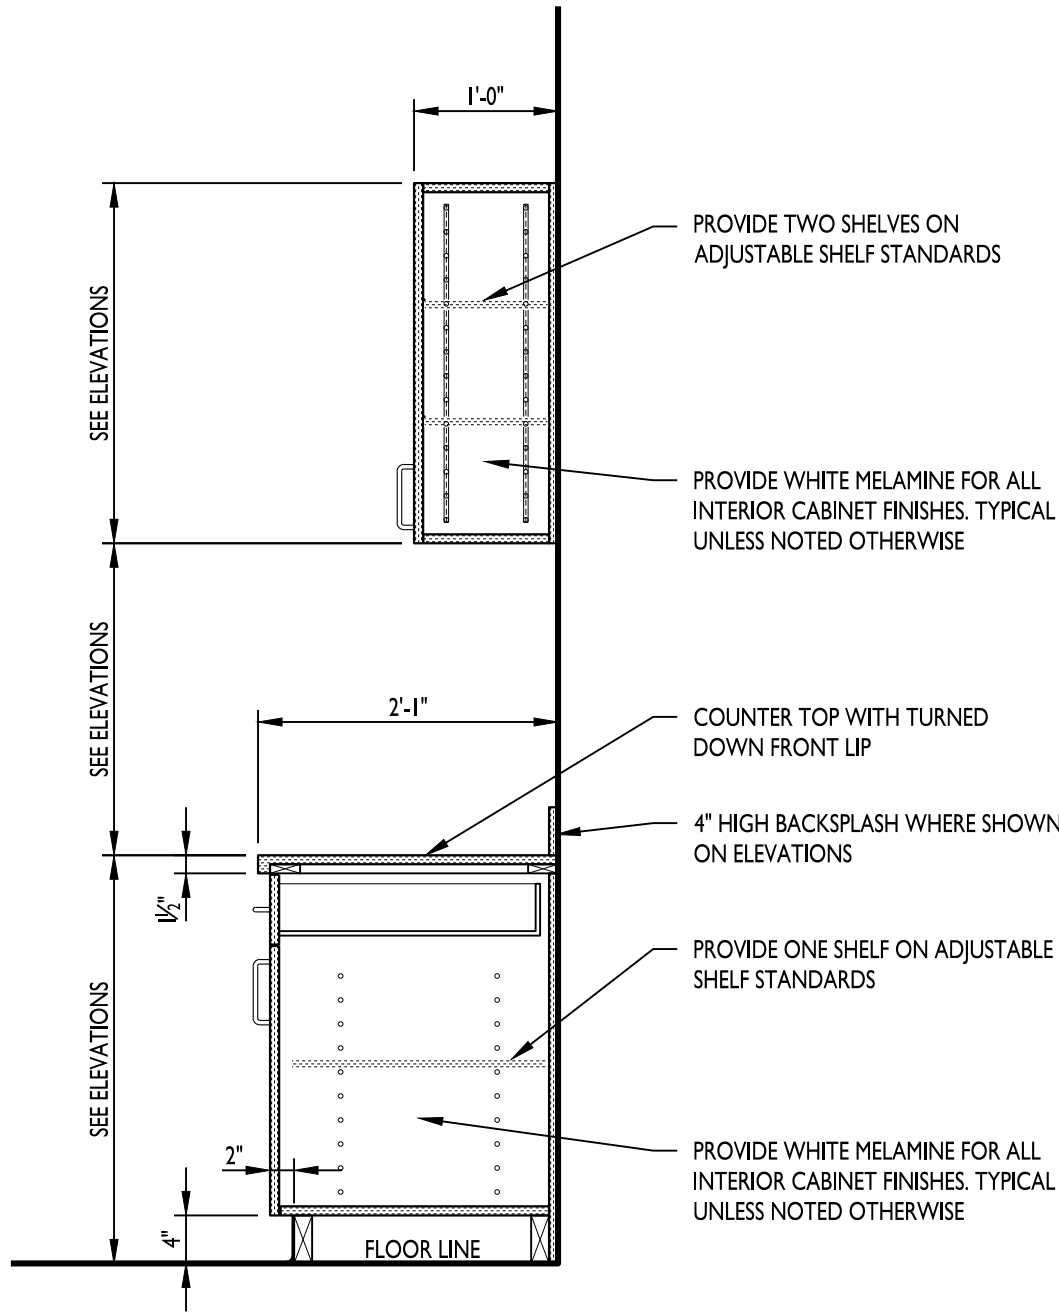 1'-0"
PROVIDE TWO SHELVES ON
ADJUSTABLE SHELF STANDARDS
SEE ELEVATIONS
PROVIDE WHITE MELAMINE FOR ALL
INTERIOR CABINET FINISHES. TYPICAL
UNLESS NOTED OTHERWISE
SEE ELEVATIONS
2'-1"
COUNTER TOP WITH TURNED
DOWN FRONT LIP
4" HIGH BACKSPLASH WHERE SHOWN
ON ELEVATIONS
1½"
PROVIDE ONE SHELF ON ADJUSTABLE
SHELF STANDARDS
SEE ELEVATIONS
2"
PROVIDE WHITE MELAMINE FOR ALL
INTERIOR CABINET FINISHES. TYPICAL
UNLESS NOTED OTHERWISE
4"
FLOOR LINE